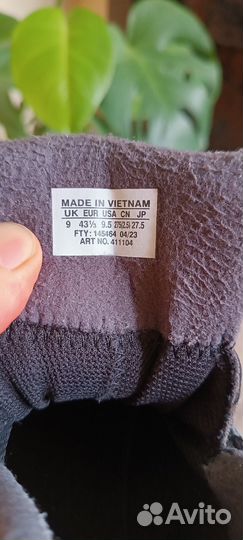 MADE IN VIETNAM
UK EUR USA CN JP
9 43⅓ 9.5 275(2.5) 27.5
FTY: 145464 04/23
ART NO. 411104
Avito